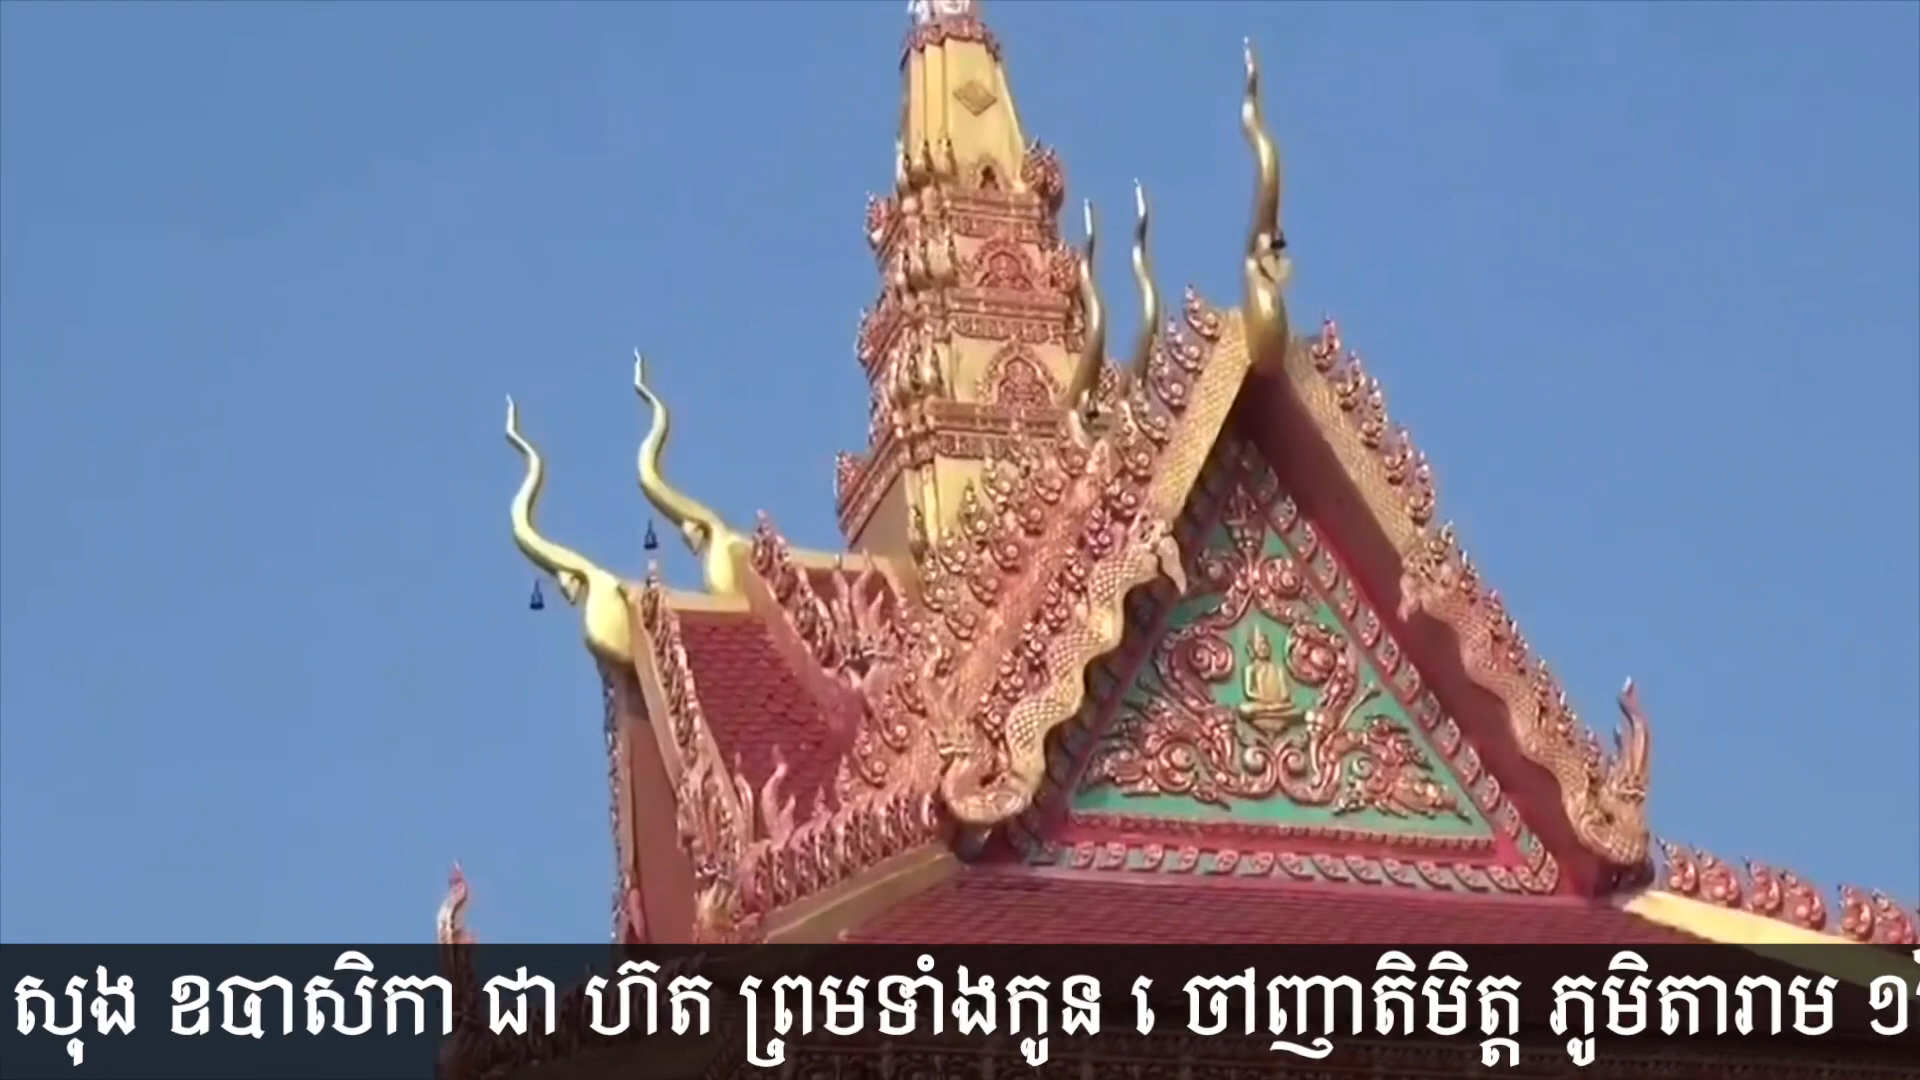 សុង ឧបាសិកា ជា ហ៊ត ព្រមទាំងកូន េ ចៅញាតិមិត្ត ភូមិតារាម ១